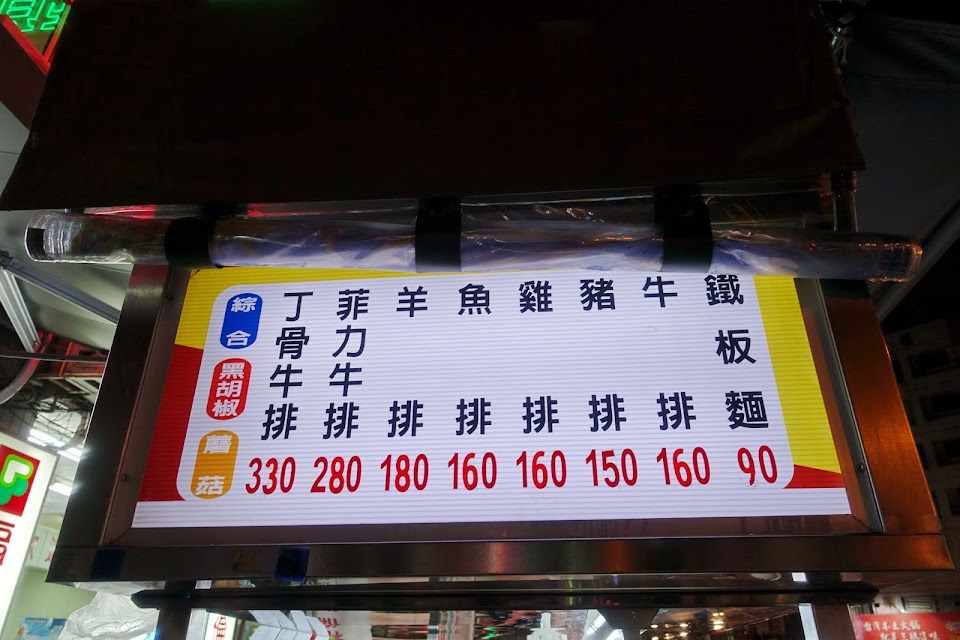 鐵板麵 90
牛排 160
豬排 150
雞排 160
魚排 160
羊排 180
菲力牛排 280
丁骨牛排 330
綜合
黑胡椒
蘑菇